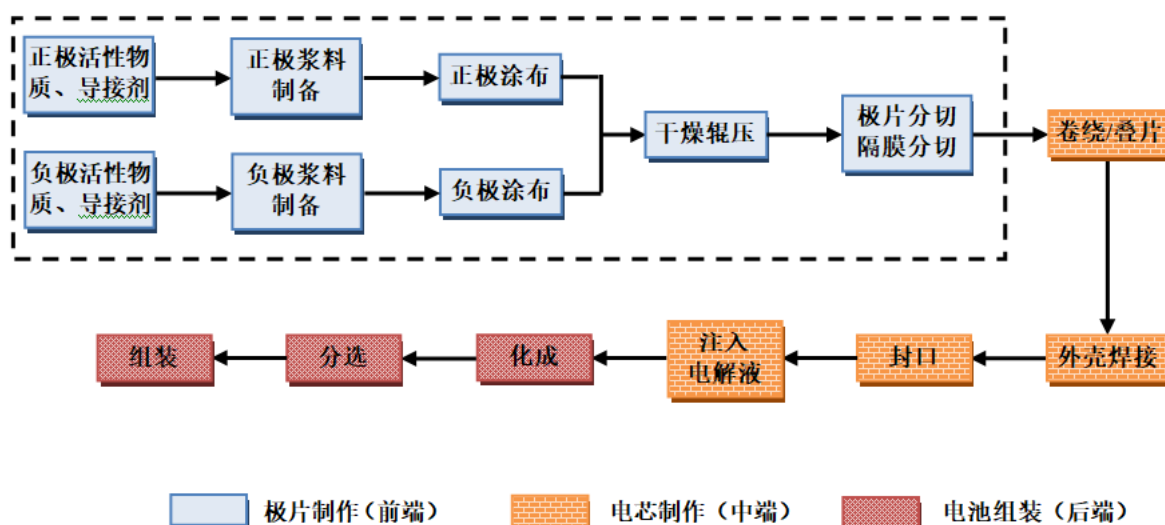 正极活性物
质、导接剂
正极浆料
制备
正极涂布
负极活性物
质、导接剂
负极浆料
制备
负极涂布
干燥辊压
极片分切
隔膜分切
卷绕/叠片
外壳焊接
封口
注入
电解液
化成
分选
组装
极片制作（前端）
电芯制作（中端）
电池组装（后端）